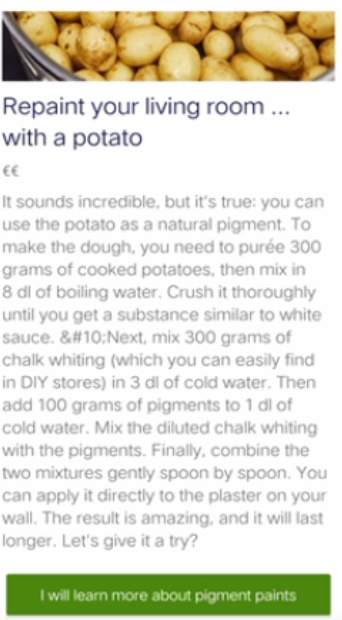 Repaint your living room ...
with a potato
€€
It sounds incredible, but it's true: you can
use the potato as a natural pigment. To
make the dough, you need to purée 300
grams of cooked potatoes, then mix in
8 dl of boiling water. Crush it thoroughly
until you get a substance similar to white
sauce. &#10;Next, mix 300 grams of
chalk whiting (which you can easily find
in DIY stores) in 3 dl of cold water. Then
add 100 grams of pigments to 1 dl of
cold water. Mix the diluted chalk whiting
with the pigments. Finally, combine the
two mixtures gently spoon by spoon. You
can apply it directly to the plaster on your
wall. The result is amazing, and it will last
longer. Let's give it a try?
I will learn more about pigment paints